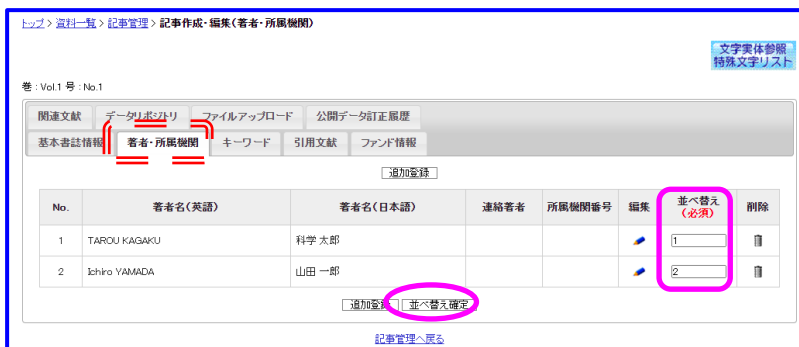 トップ > 資料一覧 > 記事管理 > 記事作成・編集(著者・所属機関)
文字実体参照
特殊文字リスト
巻 : Vol.1 号 : No.1
関連文献 データリポジトリ ファイルアップロード 公開データ訂正履歴
基本書誌情報 著者・所属機関 キーワード 引用文献 ファンド情報
追加登録
No. 著者名(英語) 著者名(日本語) 連絡著者 所属機関番号 編集 並べ替え (必須) 削除
1 TAROU KAGAKU 科学 太郎 1
2 Ichiro YAMADA 山田 一郎 2
追加登録 並べ替え確定
記事管理へ戻る